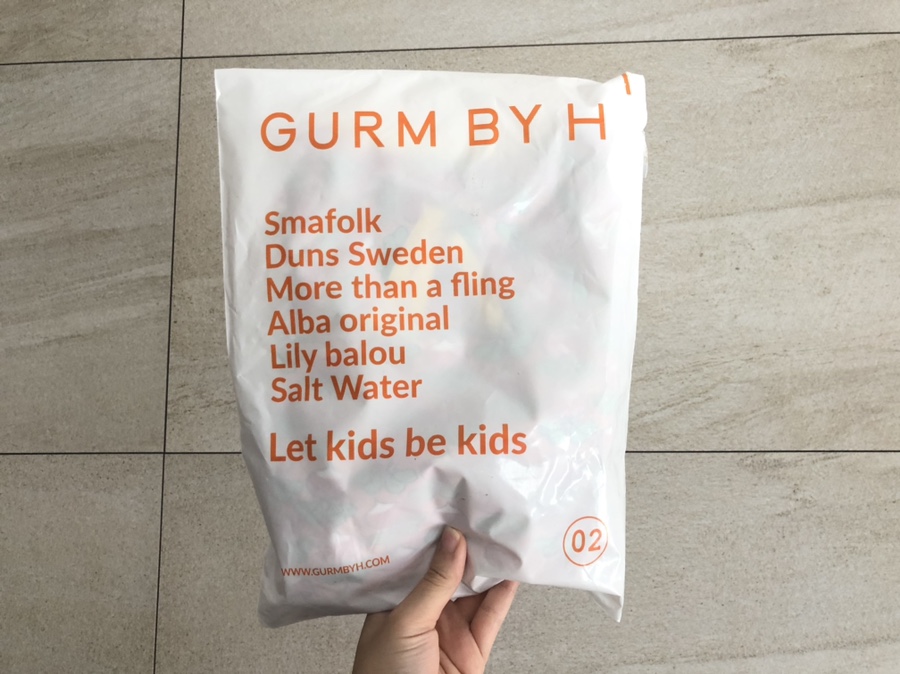 GURM BY H
Smafolk
Duns Sweden
More than a fling
Alba original
Lily balou
Salt Water
Let kids be kids
02
WWW.GURMBYH.COM